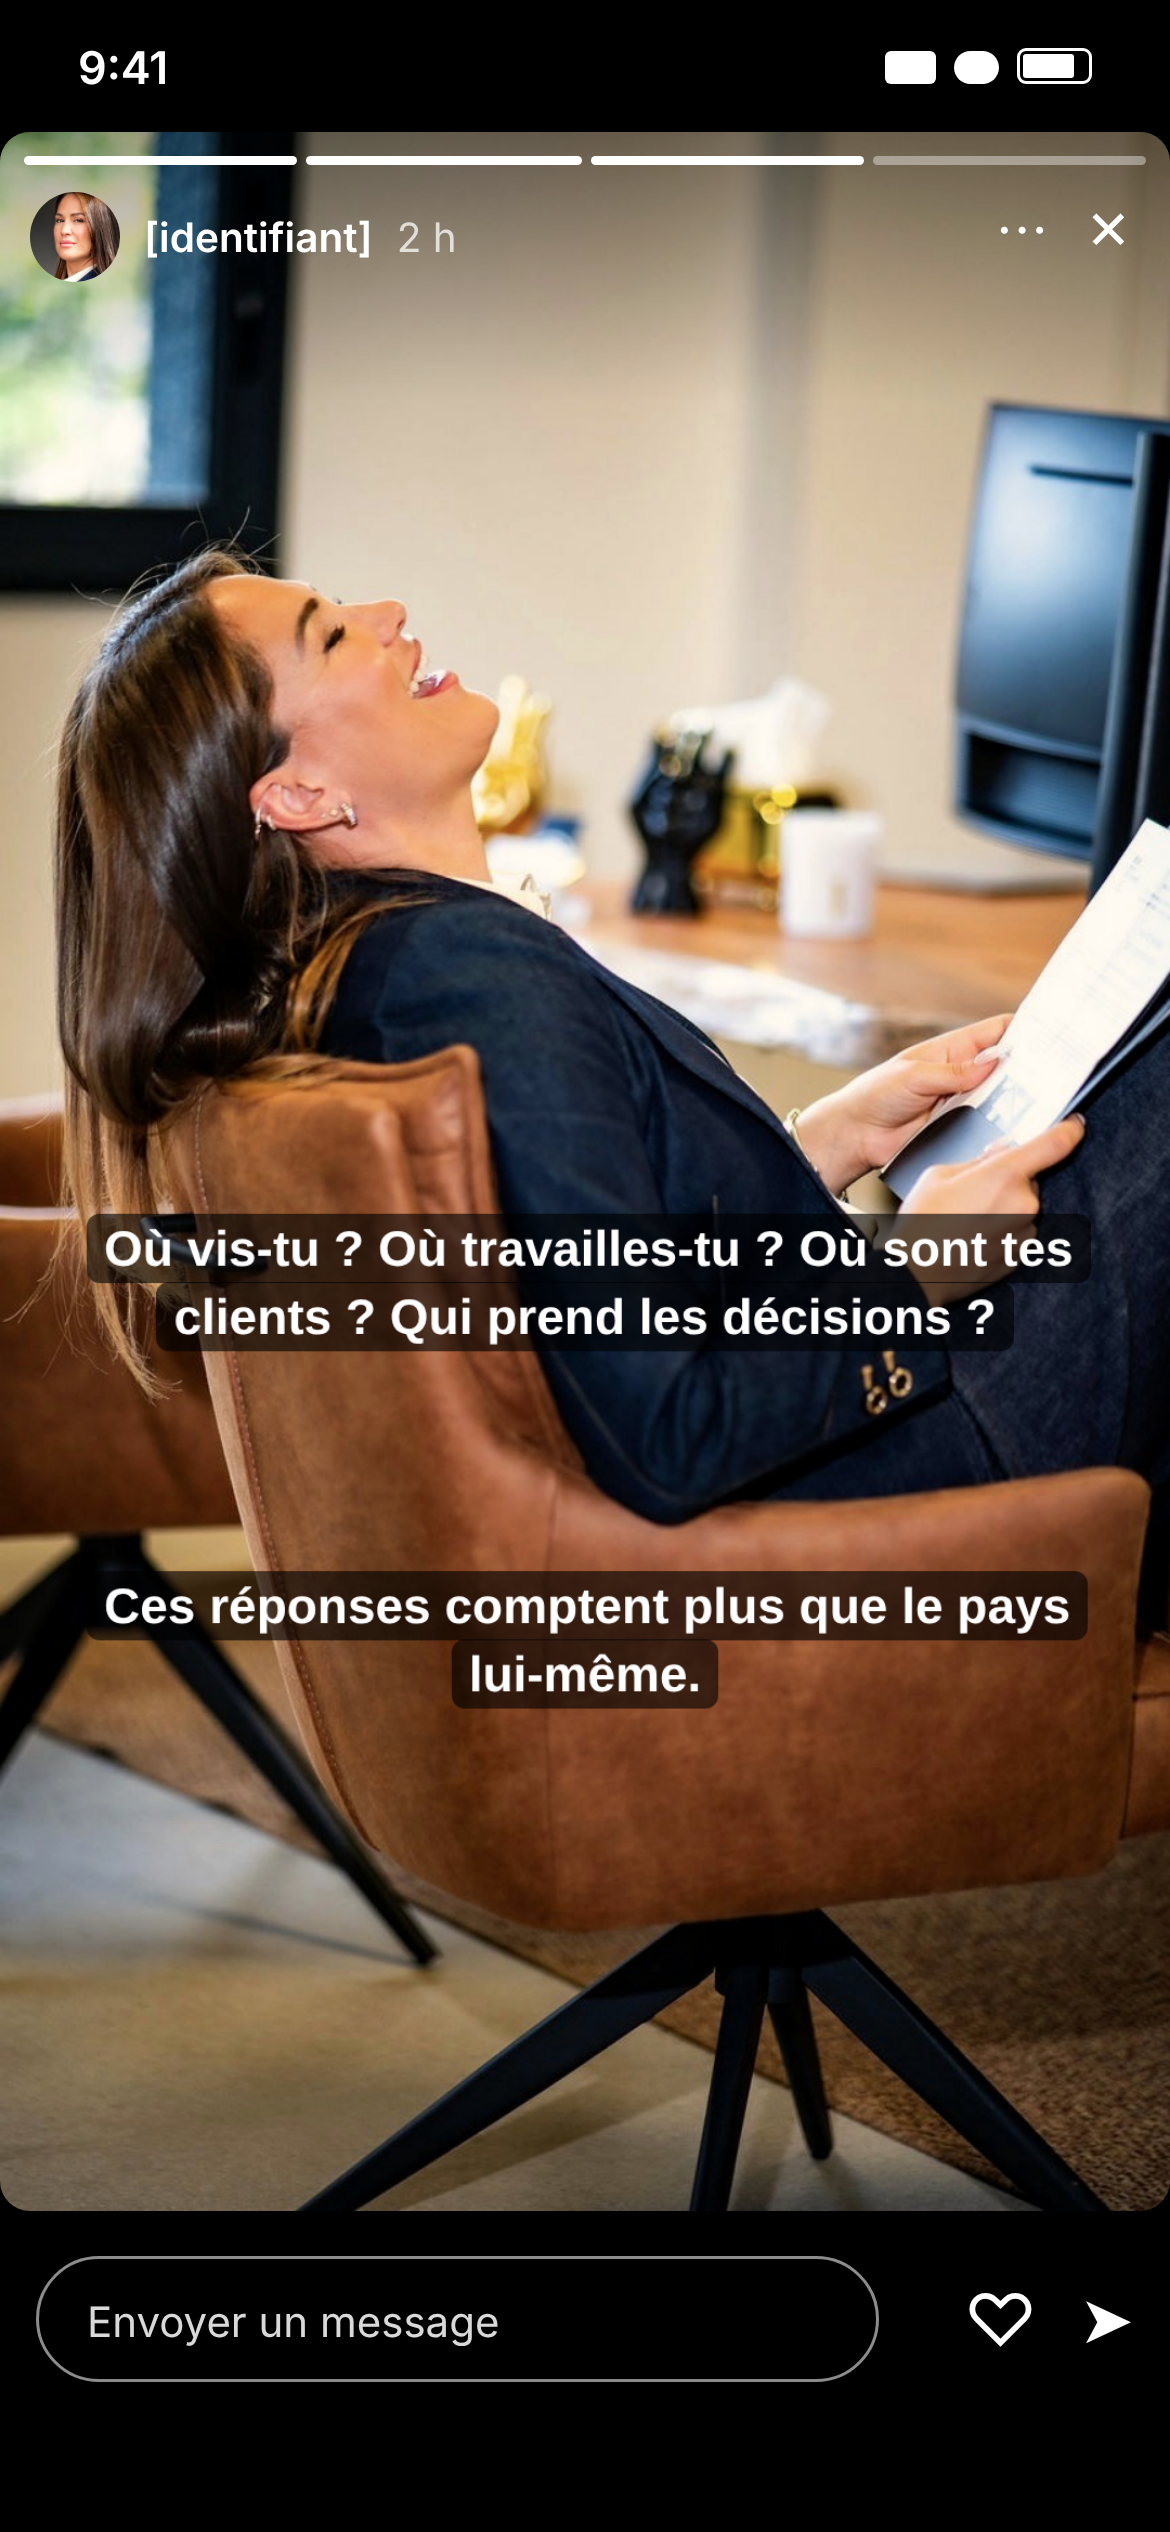 9:41
[identifiant] 2 h
Où vis-tu ? Où travailles-tu ? Où sont tes
clients ? Qui prend les décisions ?
Ces réponses comptent plus que le pays
lui-même.
Envoyer un message